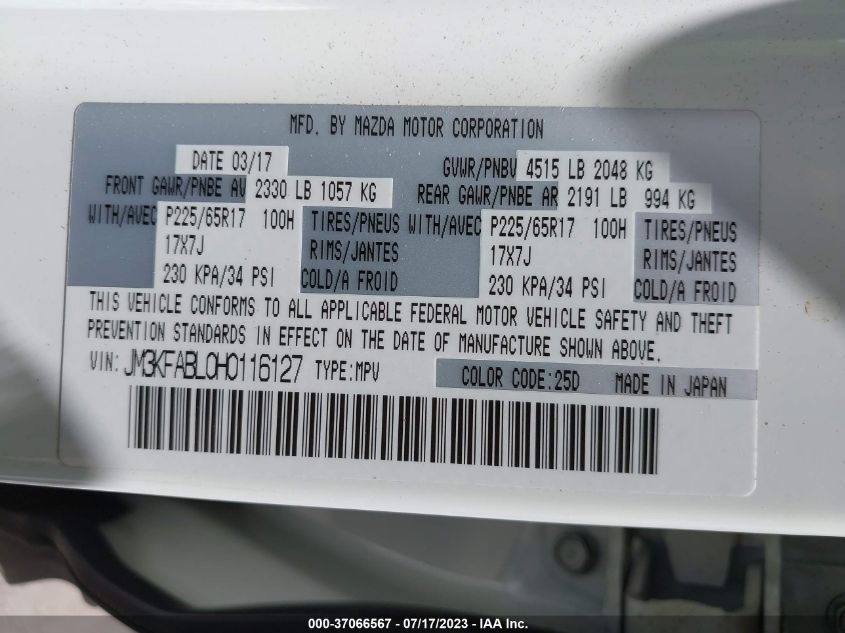 MFD. BY MAZDA MOTOR CORPORATION
DATE 03/17 GVWR/PNBV 4515 LB 2048 KG
FRONT GAWR/PNBE AV 2330 LB 1057 KG REAR GAWR/PNBE AR 2191 LB 994 KG
WITH/AVEC P225/65R17 100H TIRES/PNEUS WITH/AVEC P225/65R17 100H TIRES/PNEUS
17X7J RIMS/JANTES 17X7J RIMS/JANTES
230 KPA/34 PSI COLD/A FROID 230 KPA/34 PSI COLD/A FROID
THIS VEHICLE CONFORMS TO ALL APPLICABLE FEDERAL MOTOR VEHICLE SAFETY AND THEFT
PREVENTION STANDARDS IN EFFECT ON THE DATE OF MANUFACTURE SHOWN ABOVE.
VIN: JM3KFABL0H0116127 TYPE:MPV COLOR CODE:25D MADE IN JAPAN
000-37066567 - 07/17/2023 - IAA Inc.